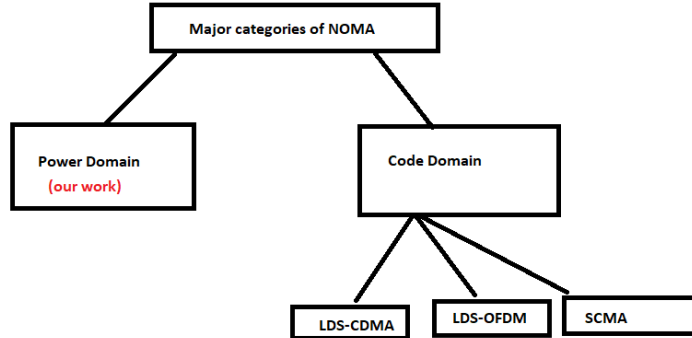 Major categories of NOMA
Power Domain
(our work)
Code Domain
LDS-CDMA
LDS-OFDM
SCMA